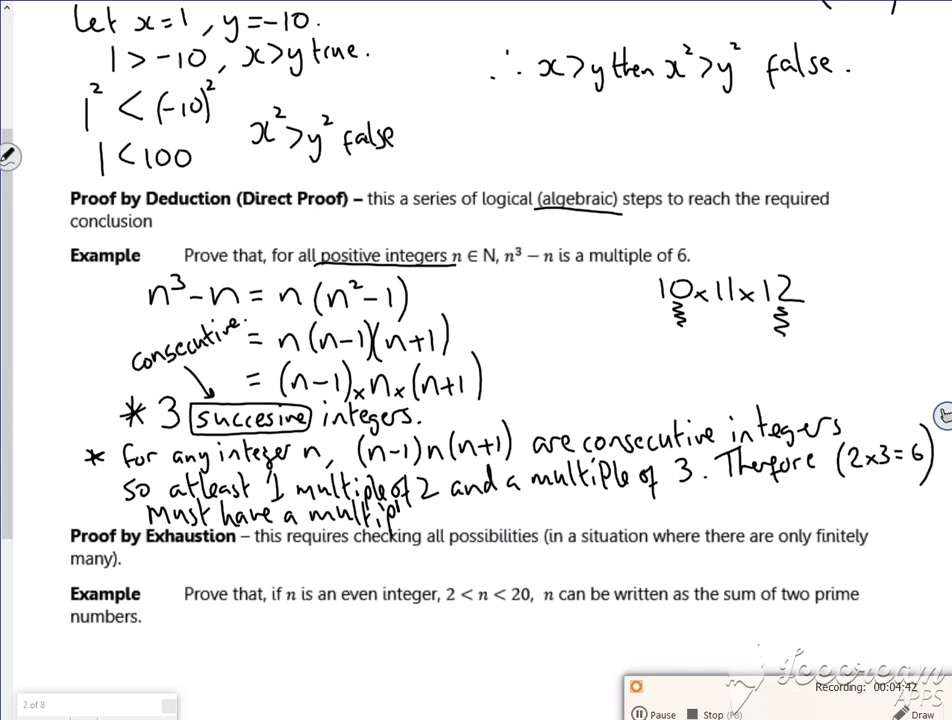 Let x=1, y=-10.
1 > -10, x>y true.
∴ x>y then x²>y² false.
1² < (-10)²
x²>y² false
1 < 100
Proof by Deduction (Direct Proof) – this a series of logical (algebraic) steps to reach the required
conclusion
Example Prove that, for all positive integers n ∈ N, n³ − n is a multiple of 6.
n³-n = n(n²-1)
10×11×12
consecutive.
= n(n-1)(n+1)
= (n-1)×n×(n+1)
* 3 succesive integers.
* For any integer n, (n-1)n(n+1) are consecutive integers
so atleast 1 multiple of 2 and a multiple of 3. Therfore (2×3=6)
Must have a multipl
Proof by Exhaustion – this requires checking all possibilities (in a situation where there are only finitely
many).
Example Prove that, if n is an even integer, 2 < n < 20, n can be written as the sum of two prime
numbers.
2 of 8
Icecream
APPS
Recording: 00:04:42
Pause Stop (F8) Draw